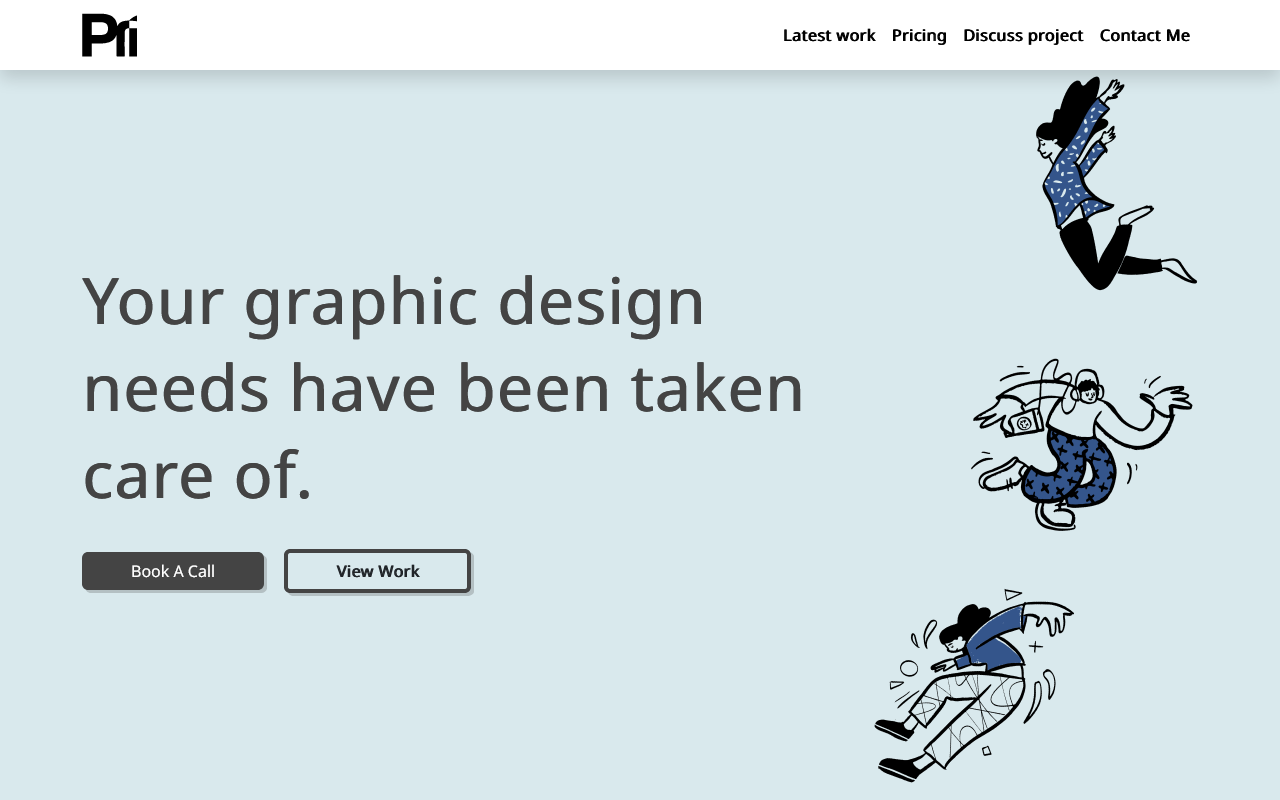 Pri
Latest work Pricing Discuss project Contact Me
Your graphic design
needs have been taken
care of.
Book A Call View Work